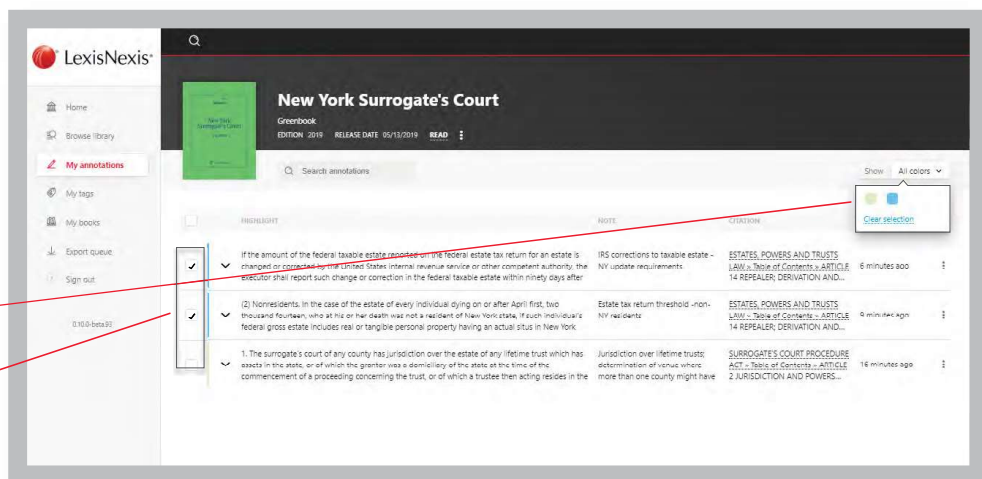 LexisNexis®
Home
Browse library
My annotations
My tags
My books
Export queue
Sign out
0.10.0-beta.93
New York Surrogate's Court
Greenbook
EDITION 2019 RELEASE DATE 05/13/2019 READ
Search annotations
Show All colors
Clear selection
HIGHLIGHT NOTE CITATION
If the amount of the federal taxable estate reported on the federal estate tax return for an estate is
changed or corrected by the United States internal revenue service or other competent authority, the
executor shall report such change or correction in the federal taxable estate within ninety days after
IRS corrections to taxable estate -
NY update requirements
ESTATES, POWERS AND TRUSTS
LAW » Table of Contents » ARTICLE
14 REPEALER; DERIVATION AND...
6 minutes ago
(2) Nonresidents. In the case of the estate of every individual dying on or after April first, two
thousand fourteen, who at his or her death was not a resident of New York state, if such individual's
federal gross estate includes real or tangible personal property having an actual situs in New York
Estate tax return threshold -non-
NY residents
ESTATES, POWERS AND TRUSTS
LAW » Table of Contents » ARTICLE
14 REPEALER; DERIVATION AND...
9 minutes ago
1. The surrogate's court of any county has jurisdiction over the estate of any lifetime trust which has
assets in the state, or of which the grantor was a domiciliary of the state at the time of the
commencement of a proceeding concerning the trust, or of which a trustee then acting resides in the
Jurisdiction over lifetime trusts;
determination of venue where
more than one county might have
SURROGATE'S COURT PROCEDURE
ACT » Table of Contents » ARTICLE
2 JURISDICTION AND POWERS...
16 minutes ago